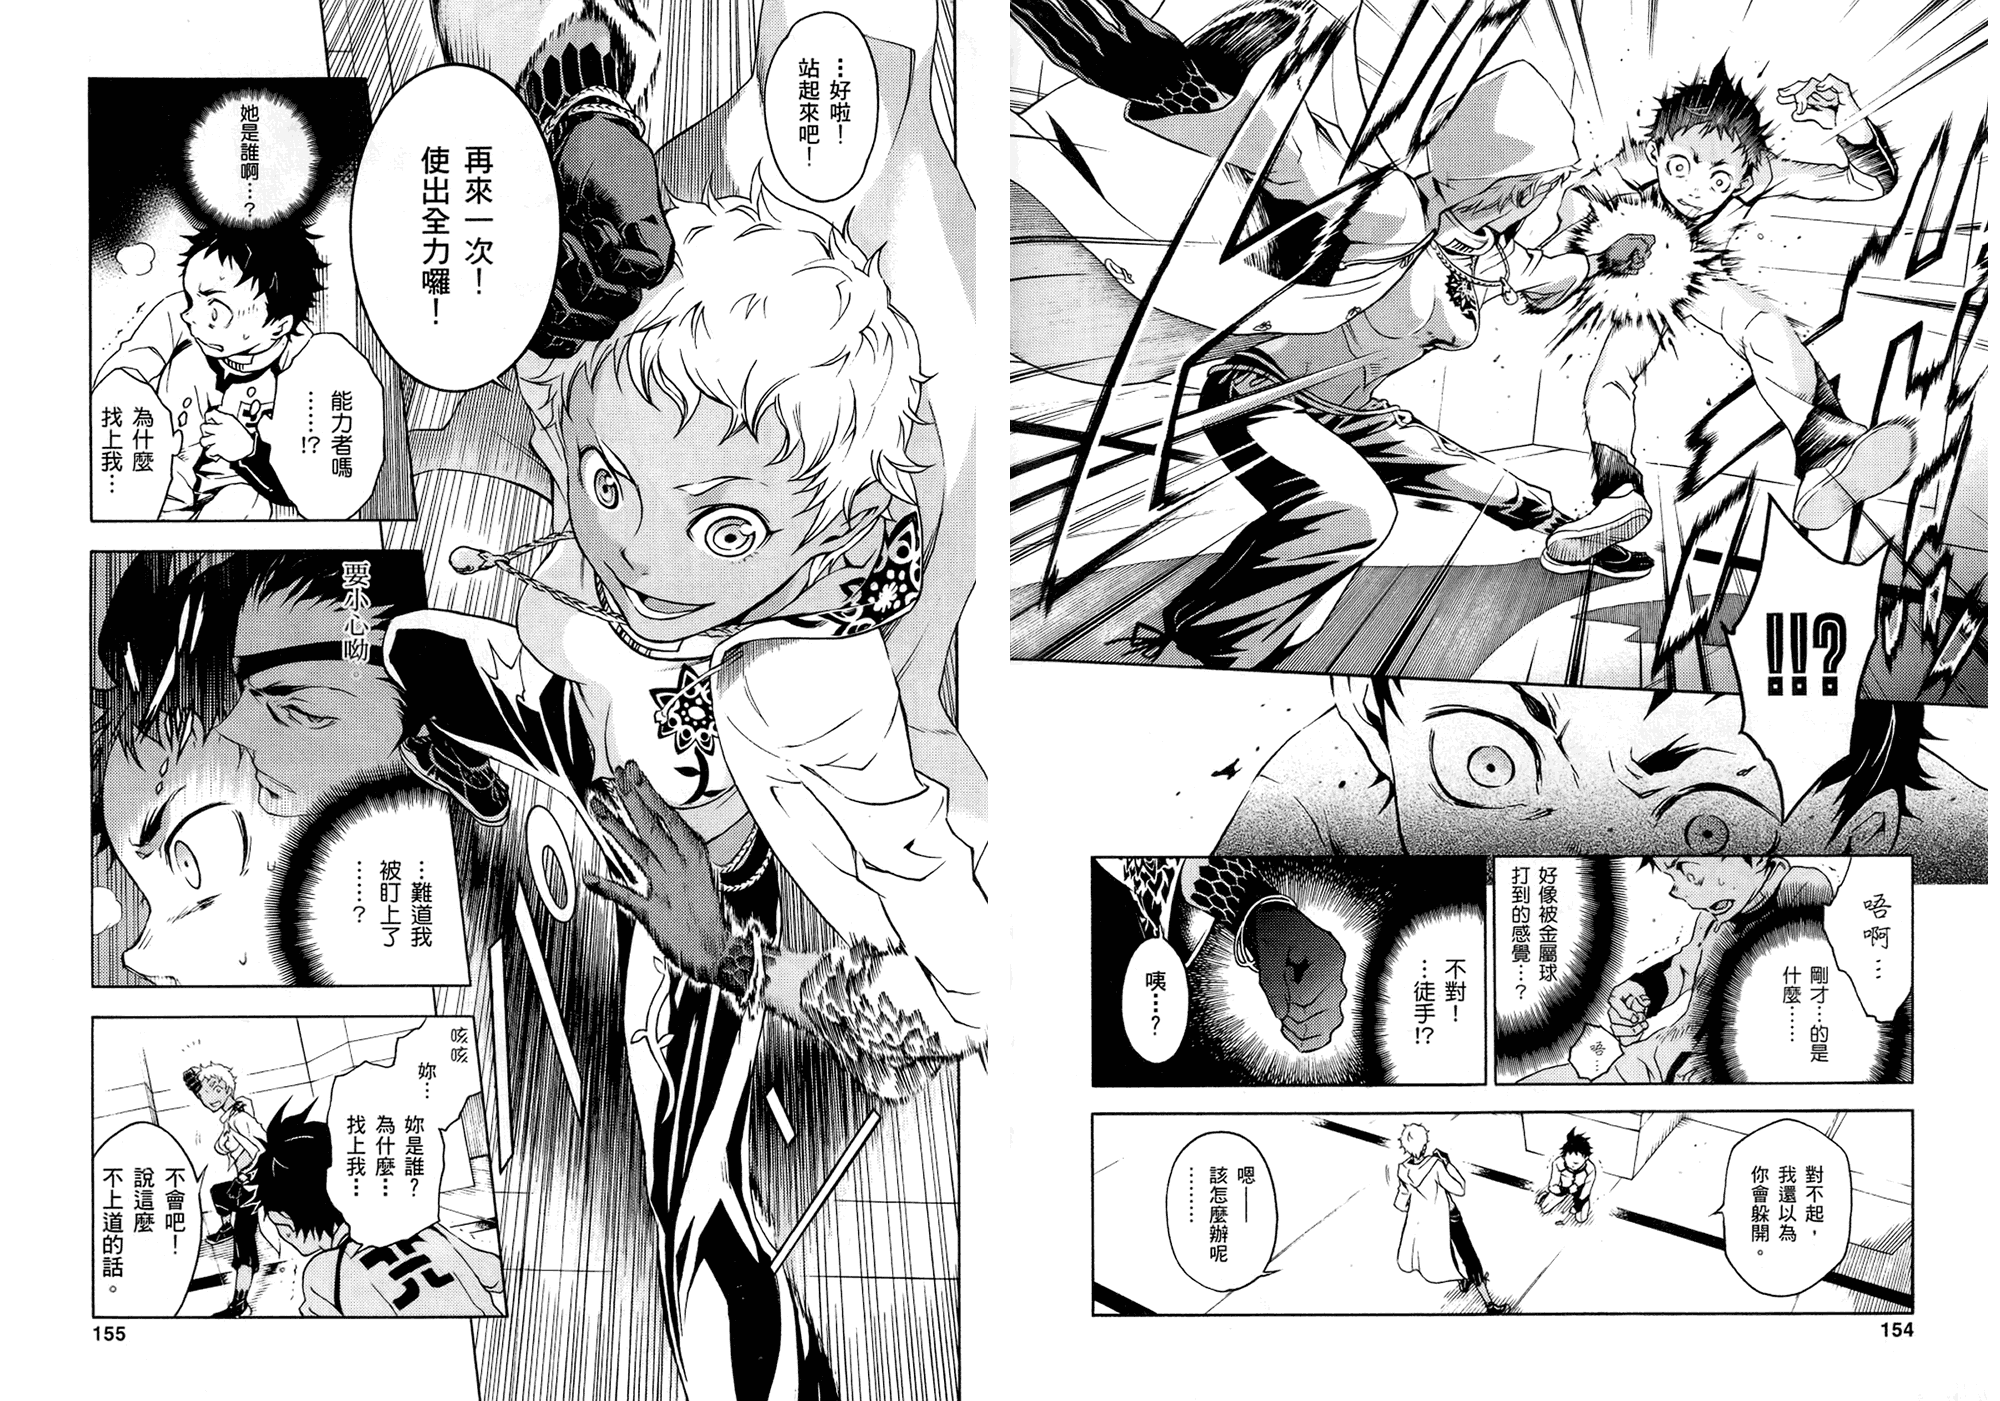 !!?
唔啊…
剛才…的是
什麼……
唔…
好像被金屬球
打到的感覺…?
不對！
…徒手!?
咦…?
對不起，
我還以為
你會躲開。
嗯——
該怎麼辦呢
………
154
…好啦！
站起來吧！
再來一次！
使出全力囉！
她是誰啊…?
能力者嗎
……!?
為什麼
找上我…
要小心呦。
…難道我
被盯上了
……?
咳咳
妳…
妳是誰?
為什麼…
找上我…
不會吧！
說這麼
不上道的話。
155